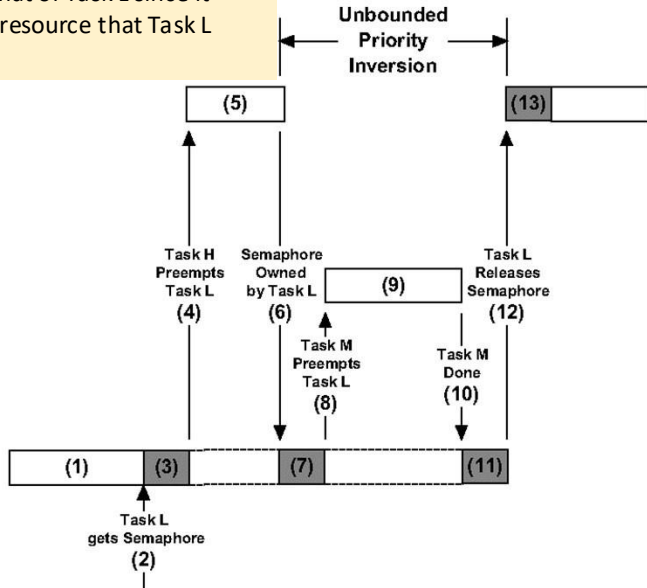 resource that Task L
Unbounded
Priority
Inversion
(5)
(13)
Task H
Preempts
Task L
(4)
Semaphore
Owned
by Task L
(6)
(9)
Task L
Releases
Semaphore
(12)
Task M
Preempts
Task L
(8)
Task M
Done
(10)
(1)
(3)
(7)
(11)
Task L
gets Semaphore
(2)